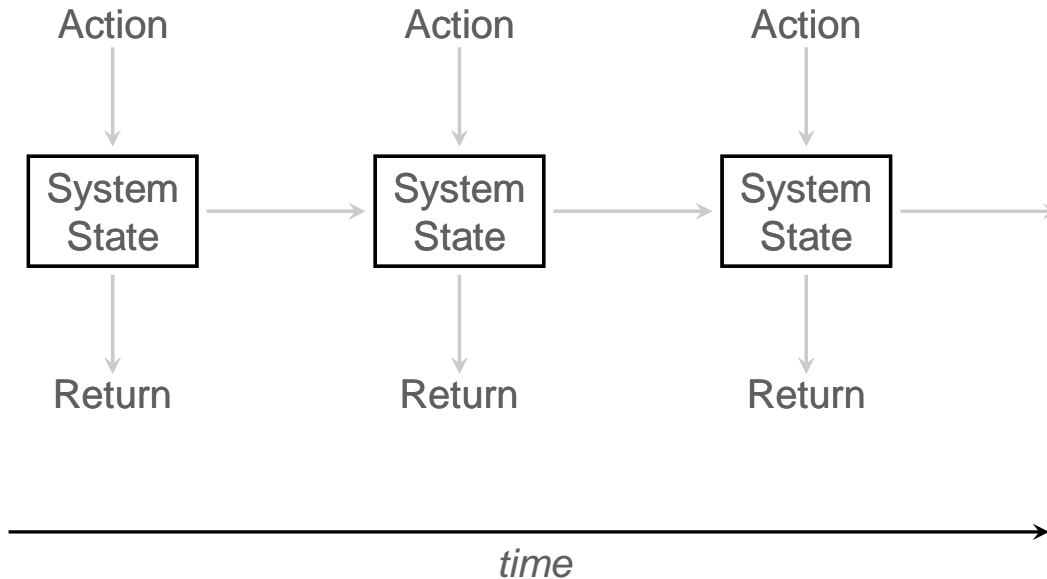 Action
Action
Action
System
State
System
State
System
State
Return
Return
Return
time